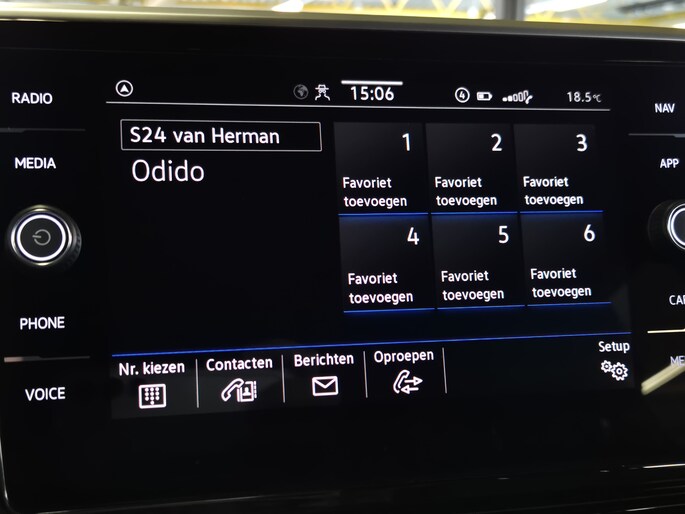 RADIO
MEDIA
PHONE
VOICE
15:06
4
18.5°C
S24 van Herman
Odido
1
Favoriet
toevoegen
2
Favoriet
toevoegen
3
Favoriet
toevoegen
4
Favoriet
toevoegen
5
Favoriet
toevoegen
6
Favoriet
toevoegen
Nr. kiezen
Contacten
Berichten
Oproepen
Setup
NAV
APP